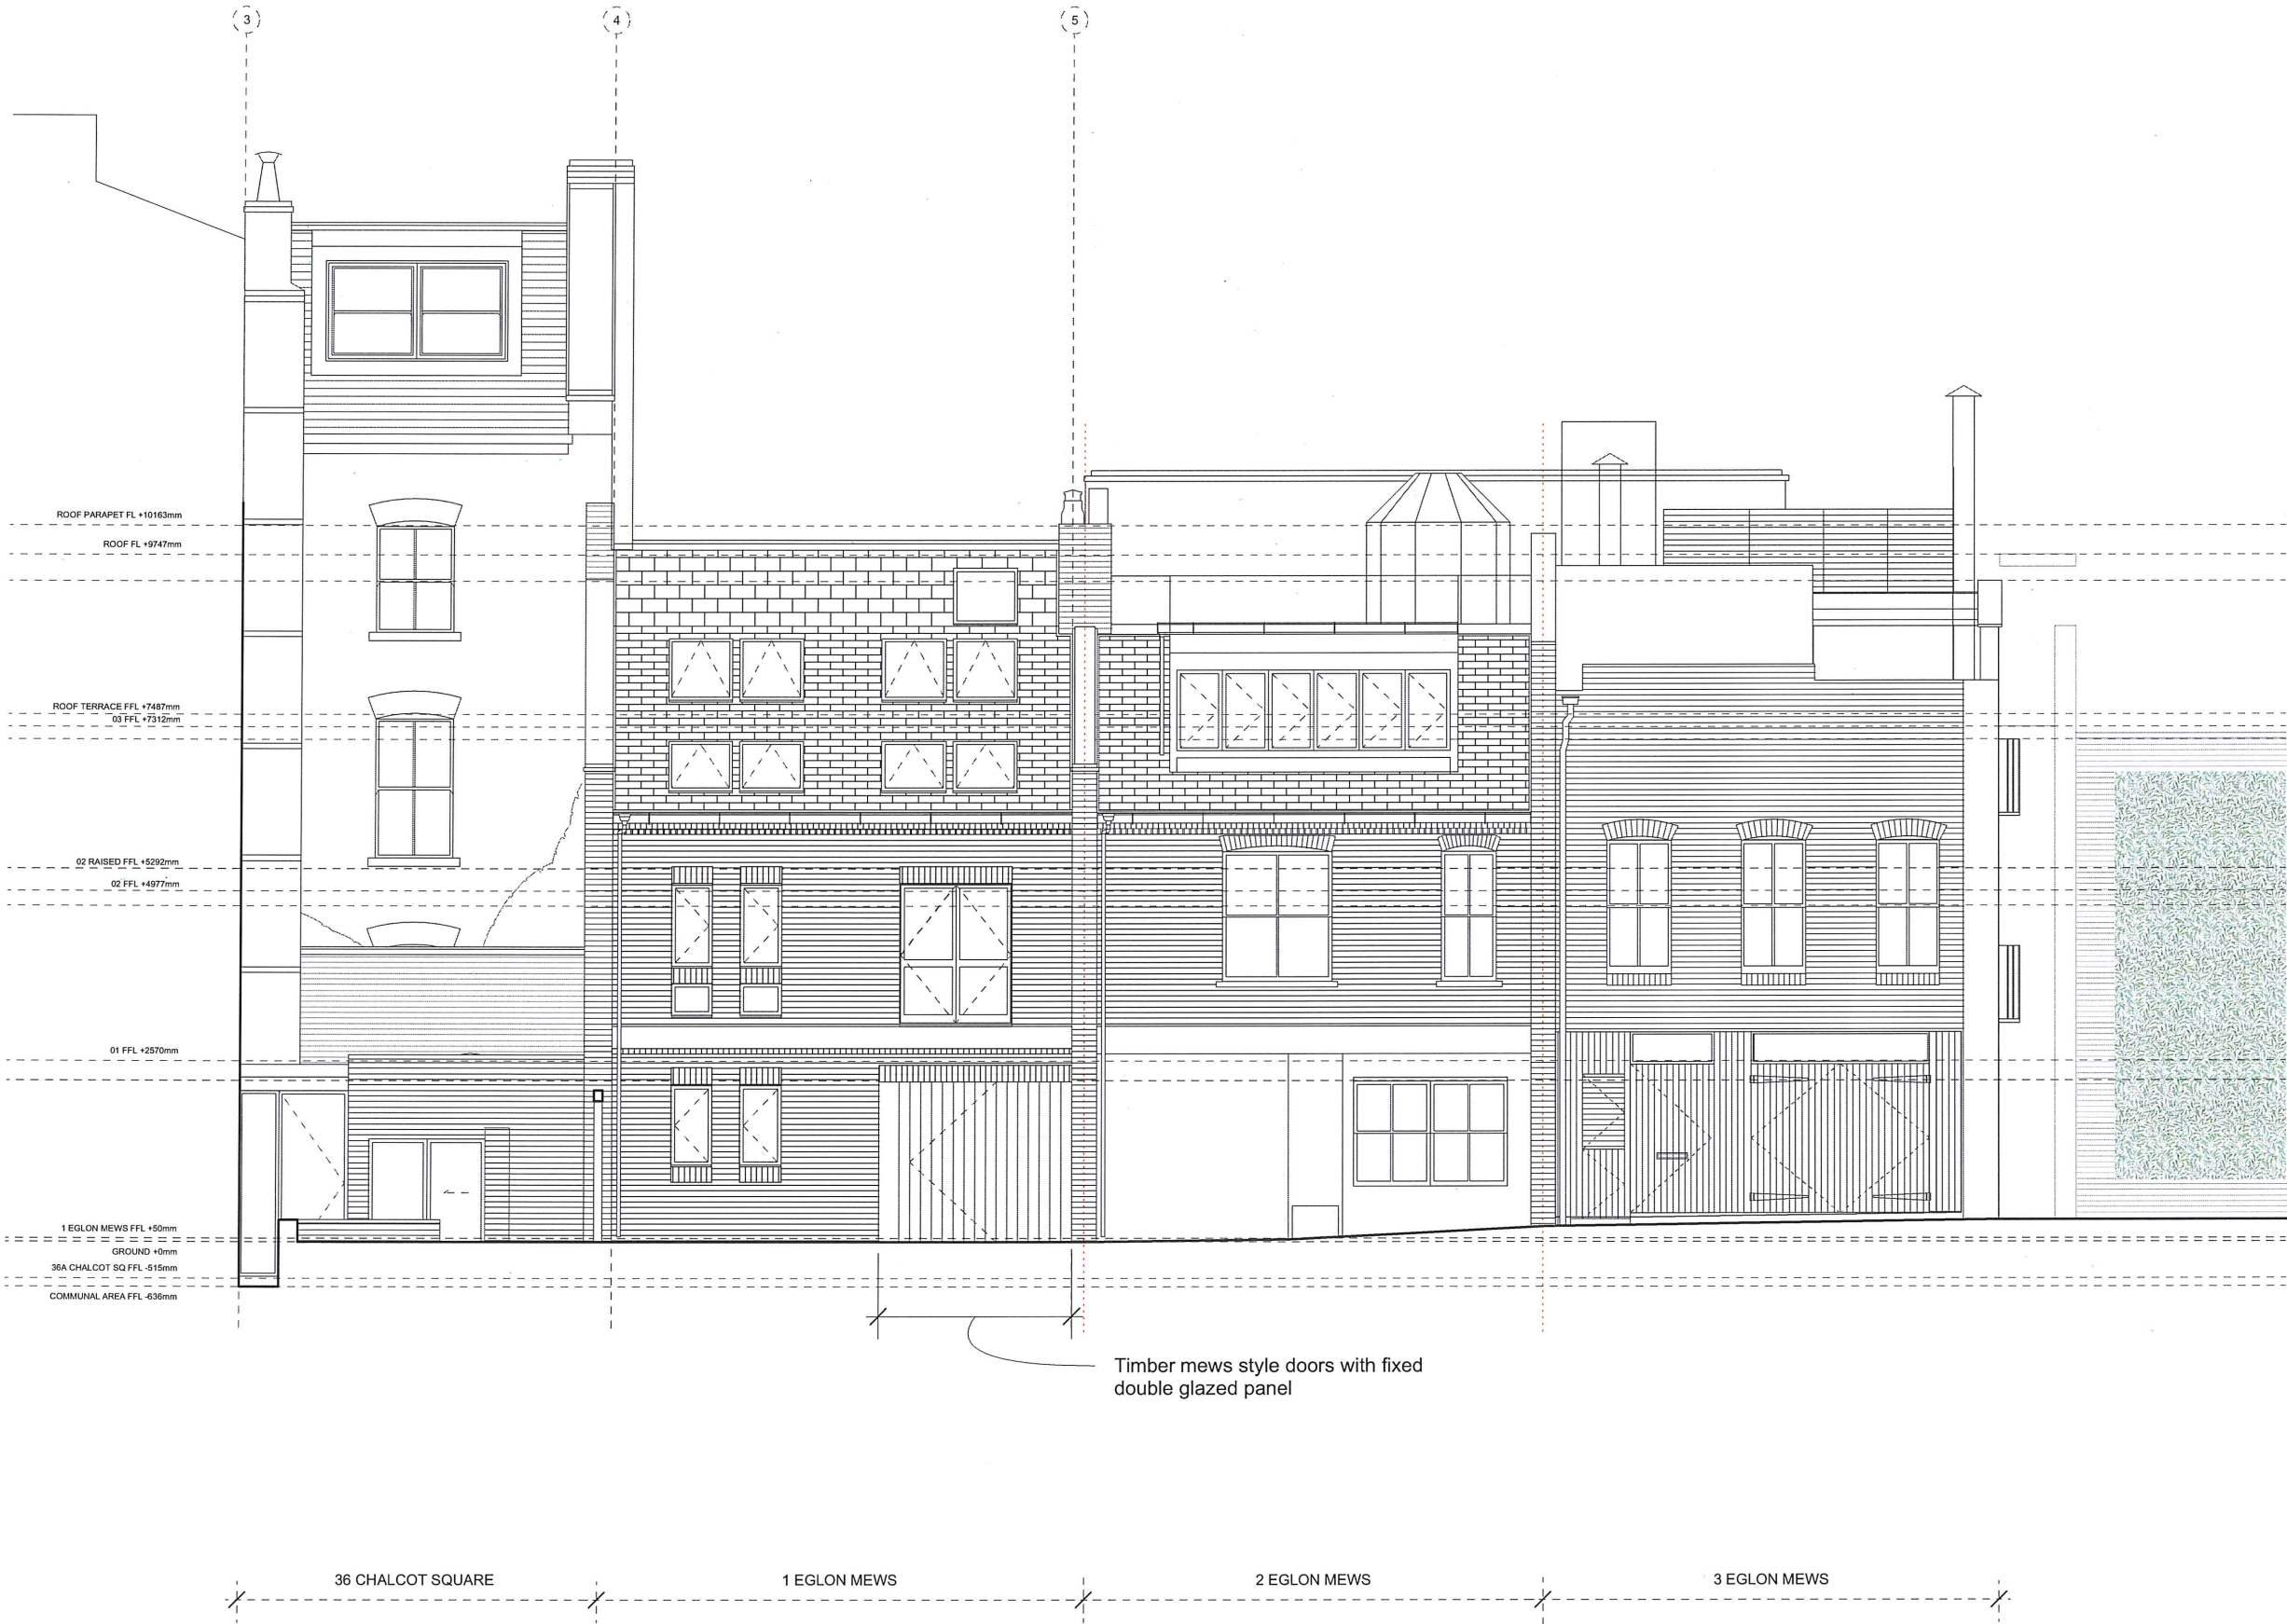 3
4
5
ROOF PARAPET FL +10163mm
ROOF FL +9747mm
ROOF TERRACE FFL +7487mm
03 FFL +7312mm
02 RAISED FFL +5292mm
02 FFL +4977mm
01 FFL +2570mm
1 EGLON MEWS FFL +50mm
GROUND +0mm
36A CHALCOT SQ FFL -515mm
COMMUNAL AREA FFL -636mm
Timber mews style doors with fixed
double glazed panel
36 CHALCOT SQUARE
1 EGLON MEWS
2 EGLON MEWS
3 EGLON MEWS